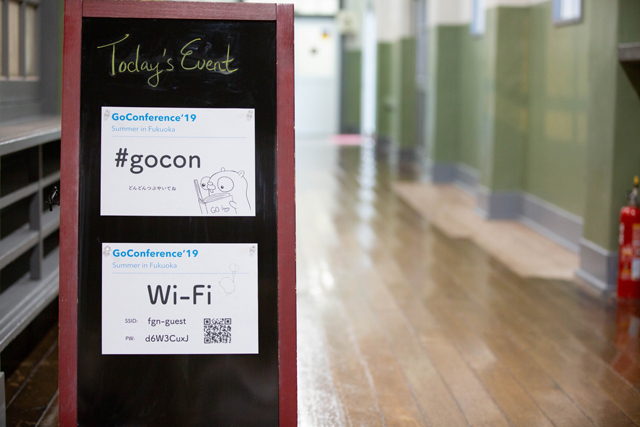 Today's Event
GoConference'19
Summer in Fukuoka
#gocon
どんどんつぶやいてね
GoConference'19
Summer in Fukuoka
Wi-Fi
SSID: fgn-guest
PW: d6W3CuxJ